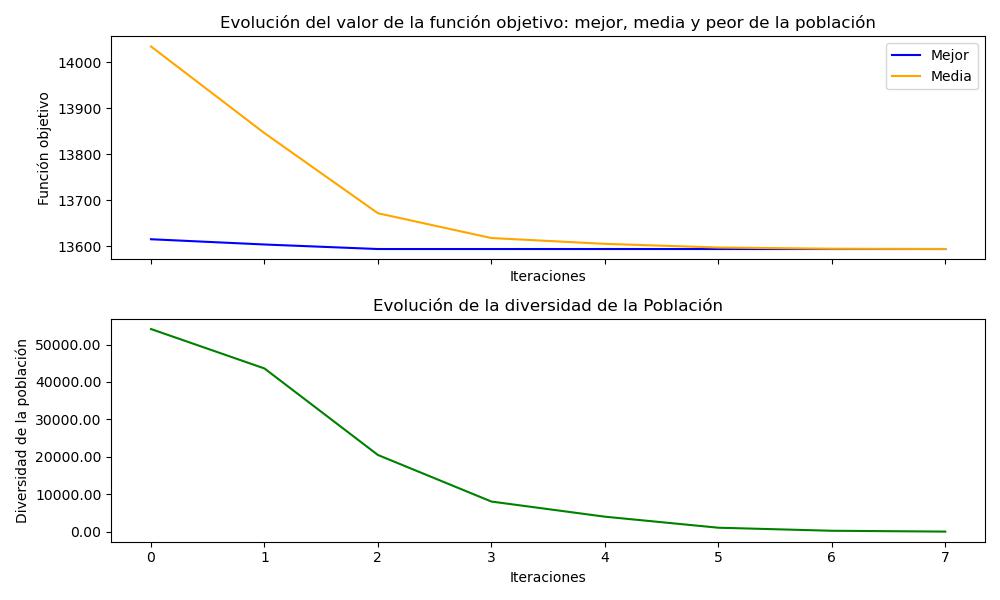 Evolución del valor de la función objetivo: mejor, media y peor de la población
Función objetivo
14000
13900
13800
13700
13600
Mejor
Media
Iteraciones
Evolución de la diversidad de la Población
Diversidad de la población
50000.00
40000.00
30000.00
20000.00
10000.00
0.00
0 1 2 3 4 5 6 7
Iteraciones